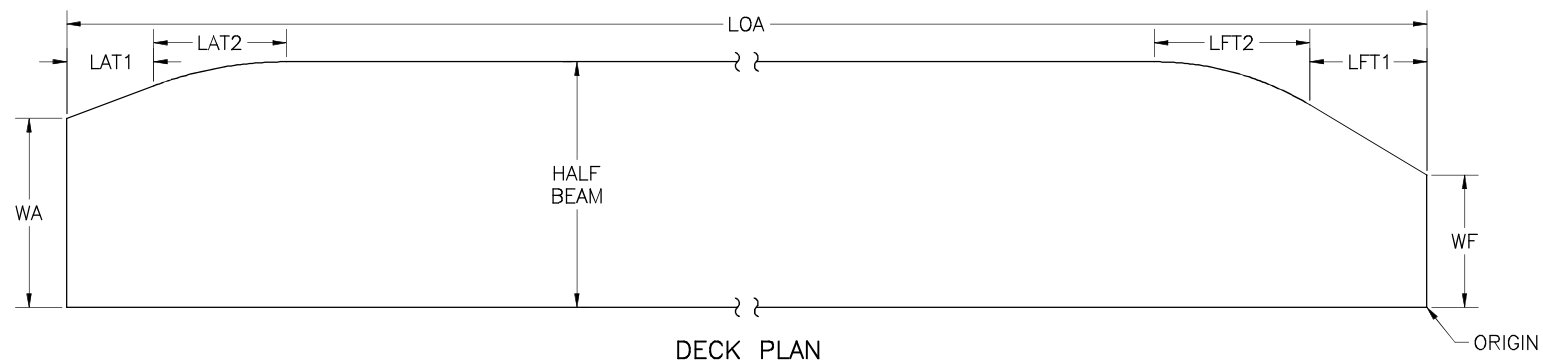 LOA
LAT2
LFT2
LAT1
LFT1
HALF
BEAM
WA
WF
ORIGIN
DECK PLAN